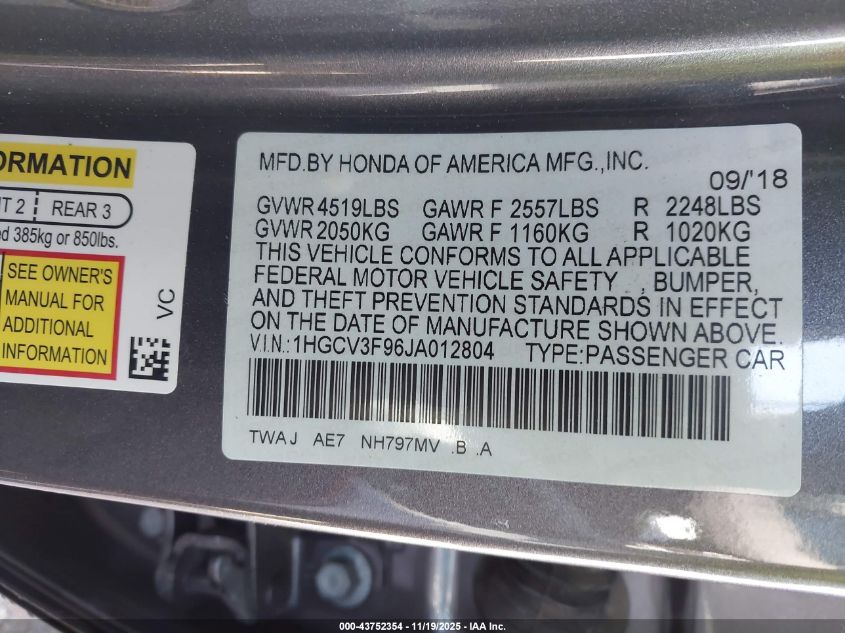 ORMATION
T 2 REAR 3
d 385kg or 850lbs.
SEE OWNER'S
MANUAL FOR
ADDITIONAL
INFORMATION
VC
MFD.BY HONDA OF AMERICA MFG.,INC.
09/'18
GVWR 4519LBS GAWR F 2557LBS R 2248LBS
GVWR 2050KG GAWR F 1160KG R 1020KG
THIS VEHICLE CONFORMS TO ALL APPLICABLE
FEDERAL MOTOR VEHICLE SAFETY , BUMPER,
AND THEFT PREVENTION STANDARDS IN EFFECT
ON THE DATE OF MANUFACTURE SHOWN ABOVE.
V.I.N.:1HGCV3F96JA012804 TYPE:PASSENGER CAR
TWAJ AE7 NH797MV .B .A
000-43752354 - 11/19/2025 - IAA Inc.